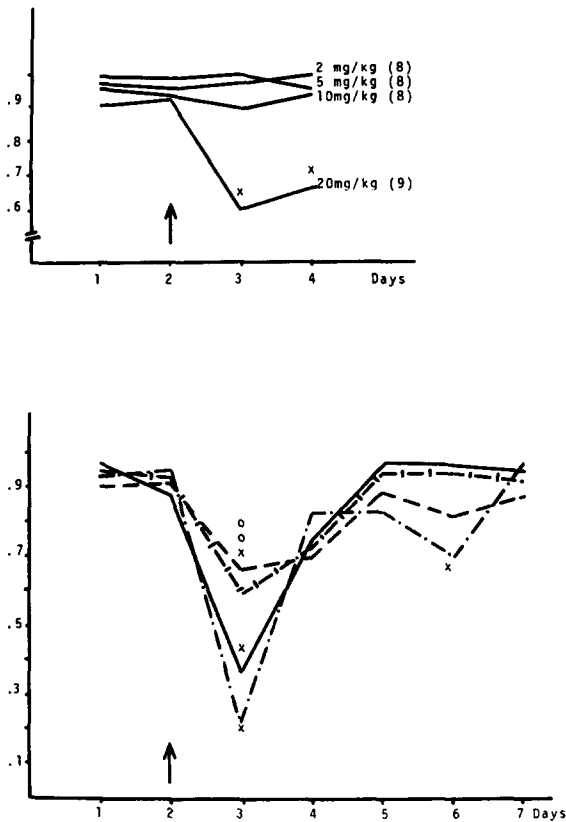 2 mg/kg (8)
5 mg/kg (8)
10mg/kg (8)
.9
.8
x
x
.7
20mg/kg (9)
.6
1 2 3 4 Days
.9
o
o
x
.7
x
.5
x
.3
x
.1
1 2 3 4 5 6 7 Days